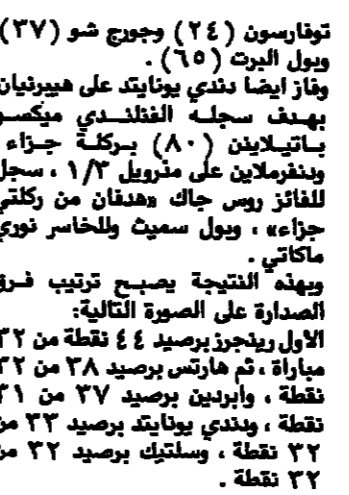 توفارسون (٢٤) وجورج شو (٣٧)
وبول البرت (٦٥) .
وفاز ايضا دندي يونايتد على هيبرنيان
بهدف سجله الفنلندي ميكسو
باتيلاينن (٨٠) بركلة جزاء
ودنفرملاين على مذرويل ١/٣ ، سجل
للفائز روس جاك «هدفان من ركلتي
جزاء» ، وبول سميث وللخاسر نوري
ماكاتي .
وبهذه النتيجة يصبح ترتيب فرق
الصدارة على الصورة التالية:
الاول رينجرز برصيد ٤٤ نقطة من ٣٢
مباراة ، ثم هارتس برصيد ٣٨ من ٣٢
نقطة ، وابردين برصيد ٣٧ من ٣١
نقطة ، ودندي يونايتد برصيد ٣٣ من
٣٢ نقطة ، وسلتيك برصيد ٣٢ من
٣٢ نقطة .